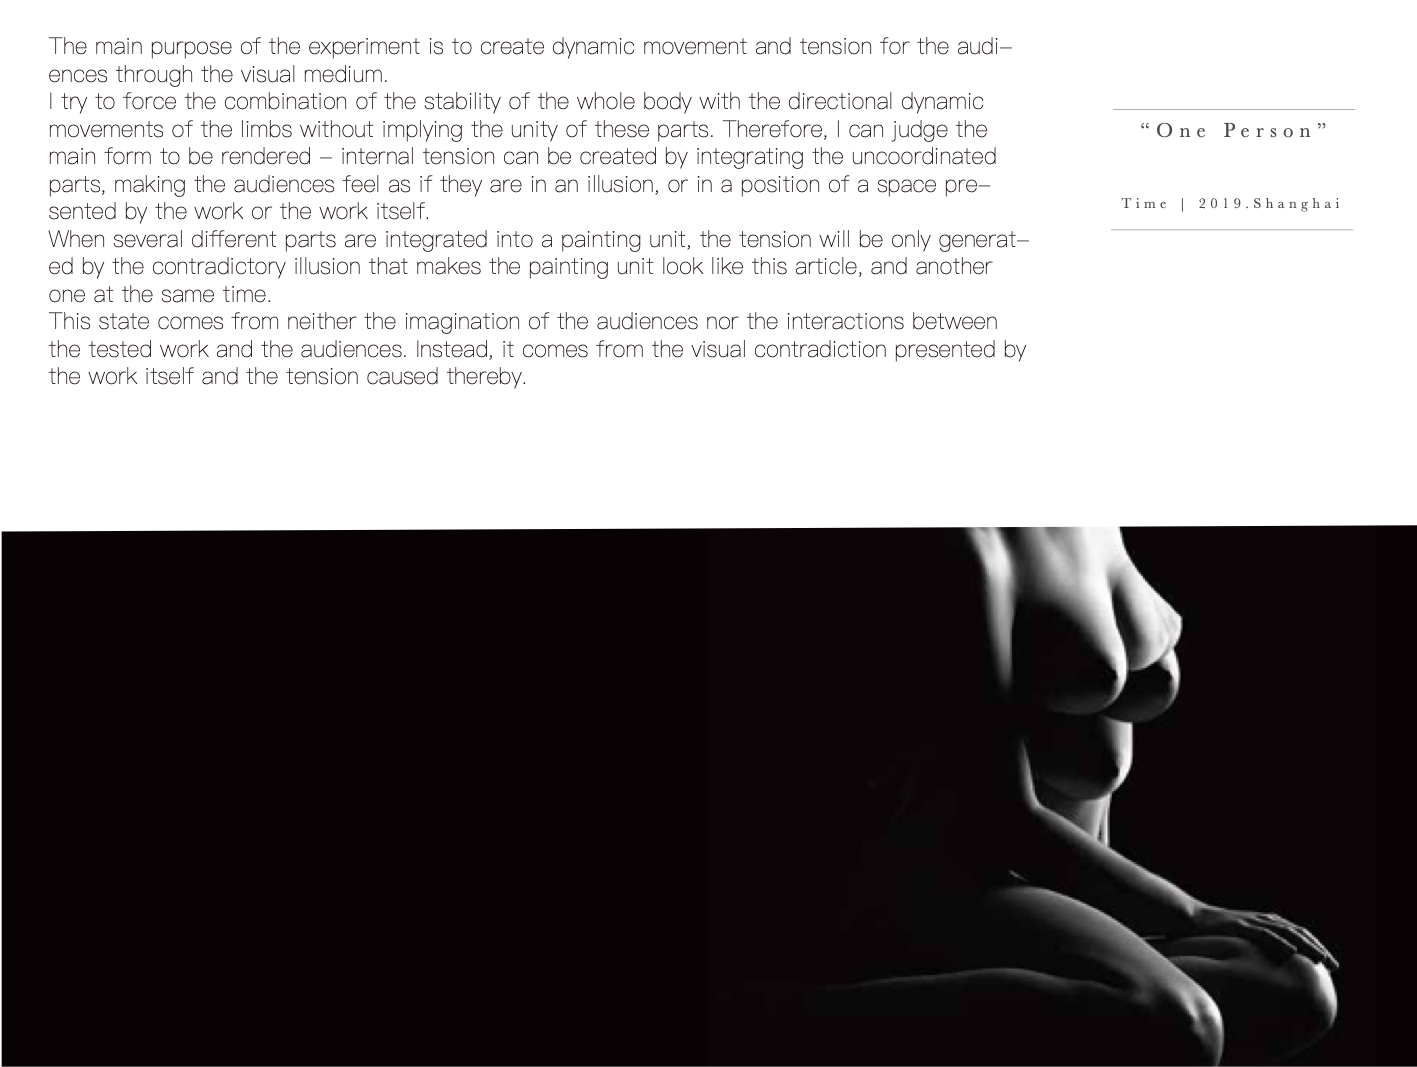 The main purpose of the experiment is to create dynamic movement and tension for the audi–
ences through the visual medium.
I try to force the combination of the stability of the whole body with the directional dynamic
movements of the limbs without implying the unity of these parts. Therefore, I can judge the
main form to be rendered – internal tension can be created by integrating the uncoordinated
parts, making the audiences feel as if they are in an illusion, or in a position of a space pre–
sented by the work or the work itself.
When several different parts are integrated into a painting unit, the tension will be only generat–
ed by the contradictory illusion that makes the painting unit look like this article, and another
one at the same time.
This state comes from neither the imagination of the audiences nor the interactions between
the tested work and the audiences. Instead, it comes from the visual contradiction presented by
the work itself and the tension caused thereby.
“One Person”
Time | 2019.Shanghai